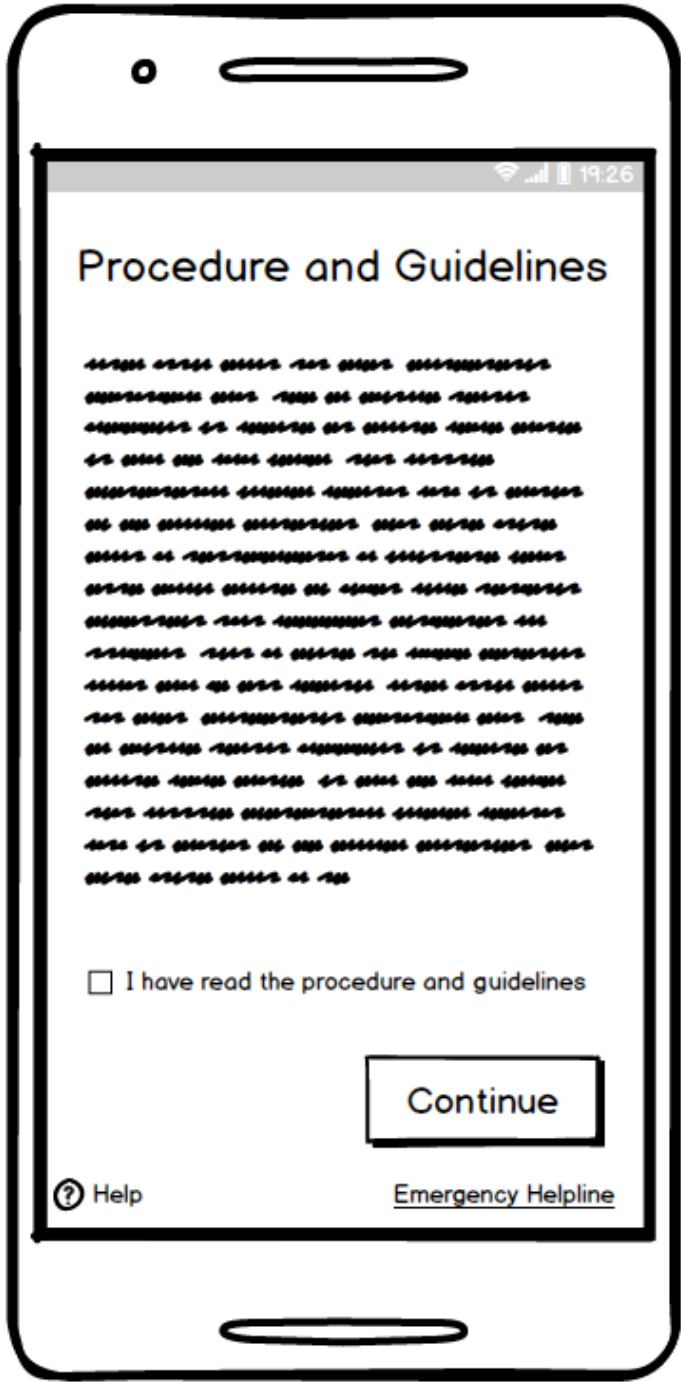 19:26
Procedure and Guidelines
I have read the procedure and guidelines
Continue
? Help
Emergency Helpline